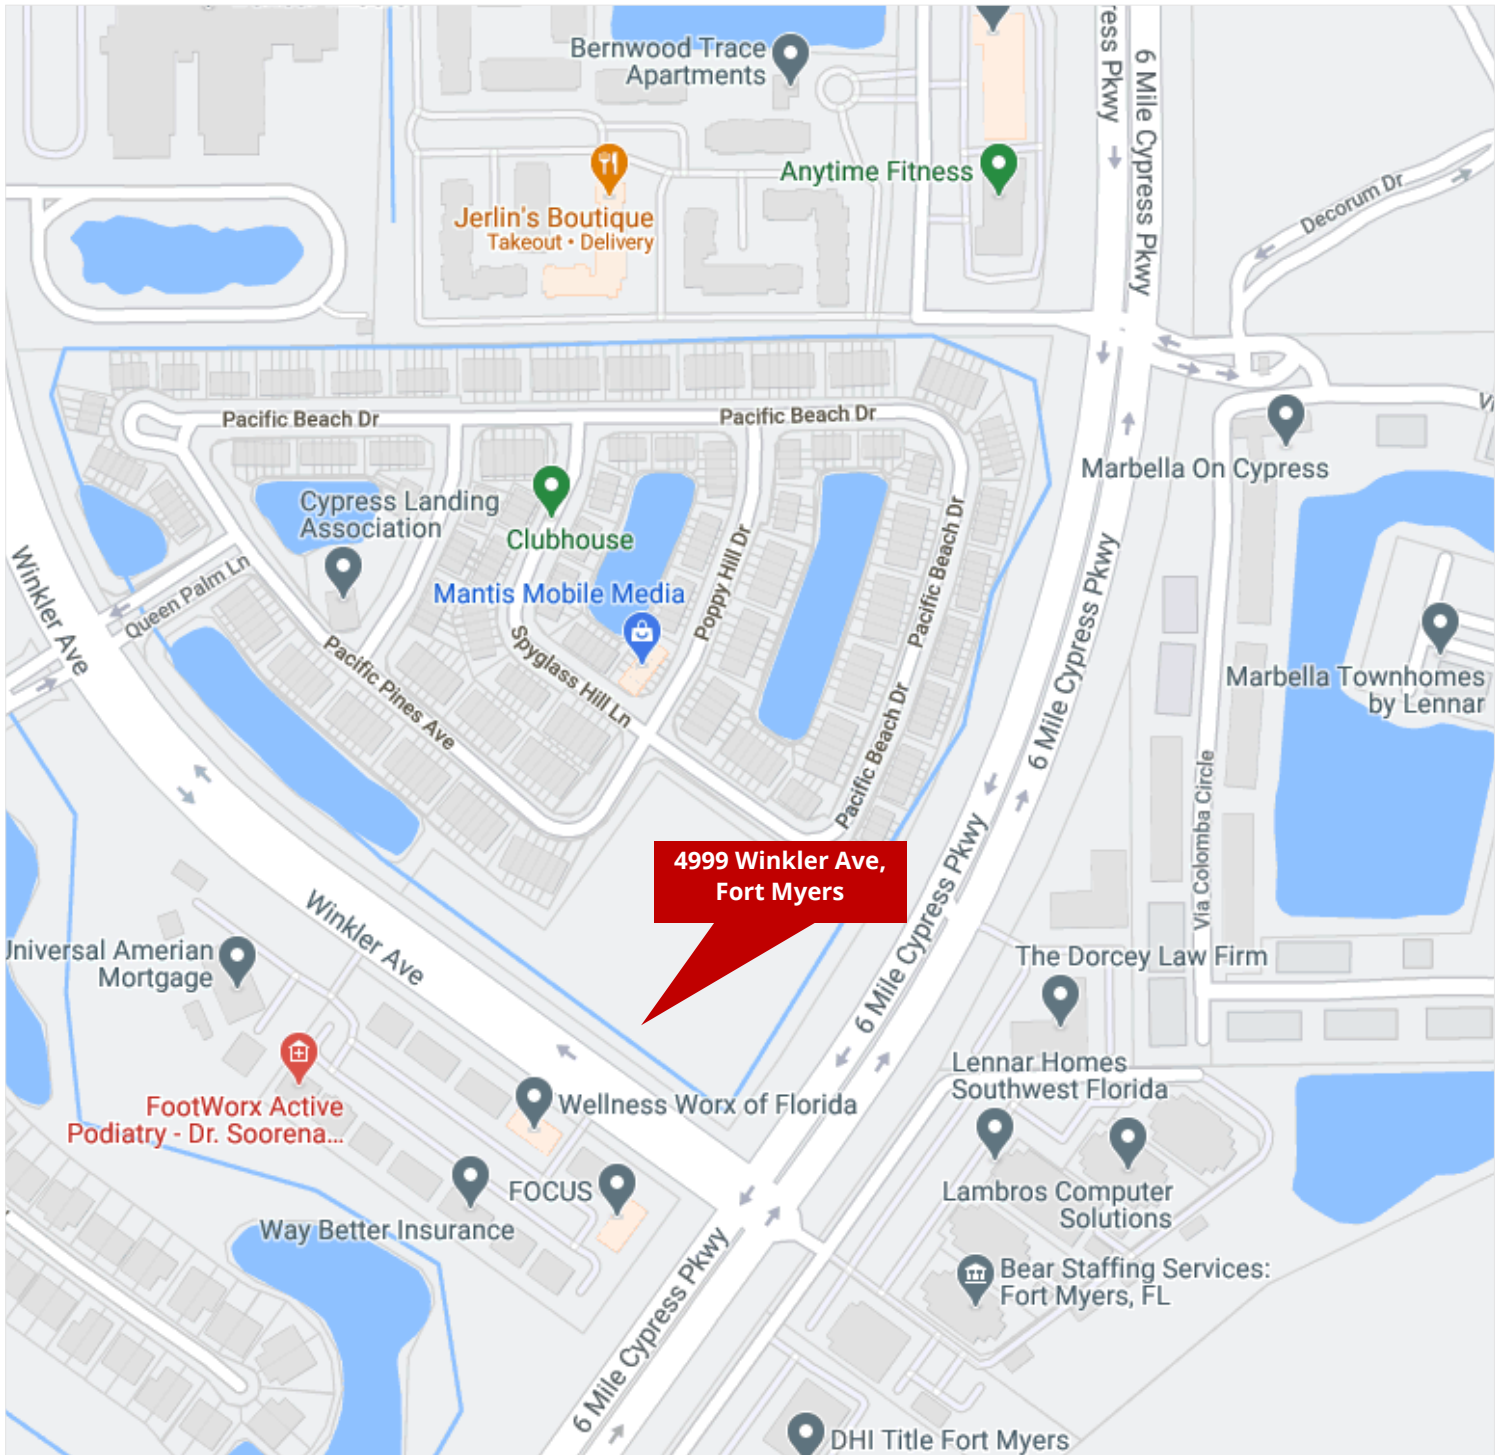 Bernwood Trace
Apartments
ress Pkwy
6 Mile Cypress Pkwy
Anytime Fitness
Decorum Dr
Jerlin's Boutique
Takeout • Delivery
Pacific Beach Dr
Pacific Beach Dr
Marbella On Cypress
Cypress Landing
Association
Clubhouse
Pacific Beach Dr
Winkler Ave
Queen Palm Ln
Mantis Mobile Media
Poppy Hill Dr
6 Mile Cypress Pkwy
Spyglass Hill Ln
Pacific Pines Ave
Marbella Townhomes
by Lennar
Pacific Beach Dr
Via Colomba Circle
4999 Winkler Ave,
Fort Myers
6 Mile Cypress Pkwy
Winkler Ave
Universal Amerian
Mortgage
The Dorcey Law Firm
Lennar Homes
Southwest Florida
FootWorx Active
Podiatry - Dr. Soorena...
Wellness Worx of Florida
FOCUS
Way Better Insurance
Lambros Computer
Solutions
Bear Staffing Services:
Fort Myers, FL
6 Mile Cypress Pkwy
DHI Title Fort Myers